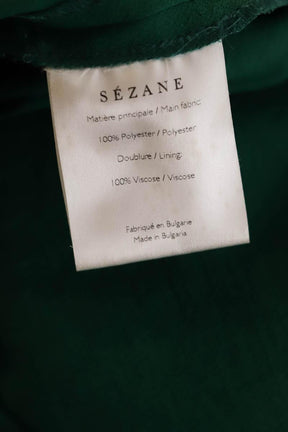 SÉZANE
Matière principale / Main fabric:
100% Polyester / Polyester
Doublure / Lining:
100% Viscose / Viscose
Fabriqué en Bulgarie
Made in Bulgaria